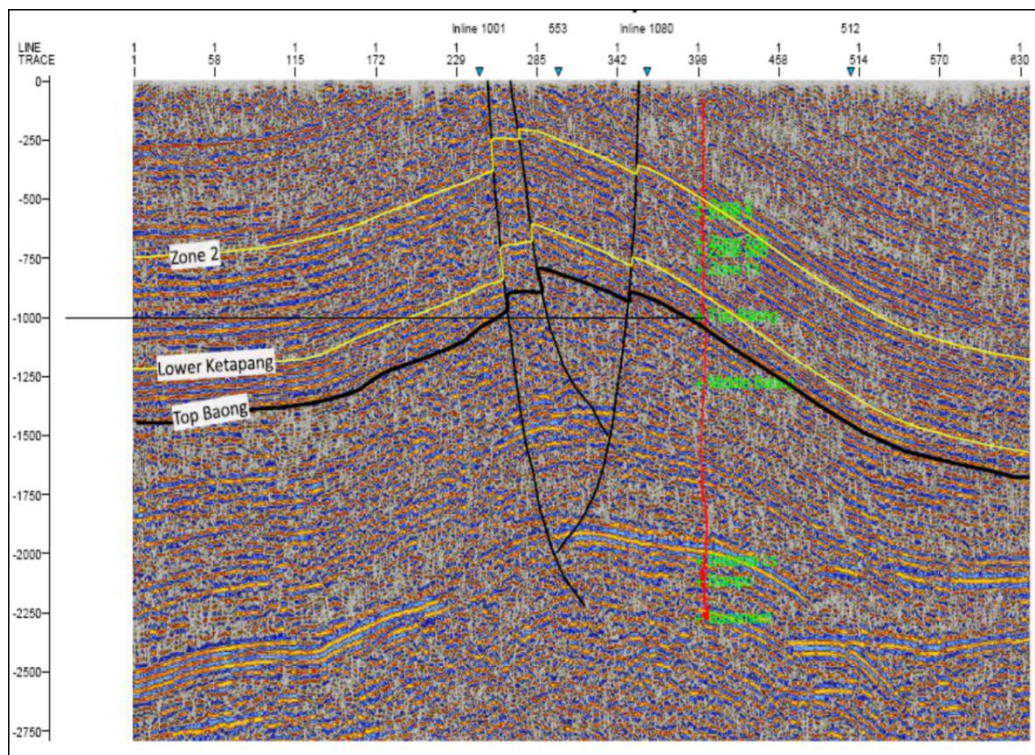 Inline 1001 553 Inline 1080 512
LINE 1 1 1 1 1 1 1 1 1 1 1 1
TRACE 1 58 115 172 229 285 342 398 458 514 570 630
0
-250
-500
Zone 2
-750
-1000
Lower Ketapang
-1250
Top Baong
-1500
-1750
-2000
-2250
-2500
-2750